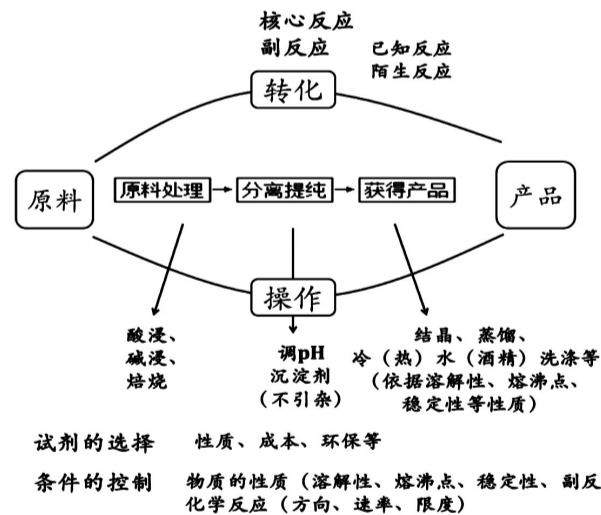 核心反应
副反应
已知反应
陌生反应
转化
原料
原料处理
分离提纯
获得产品
产品
操作
酸浸、
碱浸、
焙烧
调pH
沉淀剂
（不引杂）
结晶、蒸馏、
冷（热）水（酒精）洗涤等
（依据溶解性、熔沸点、
稳定性等性质）
试剂的选择 性质、成本、环保等
条件的控制 物质的性质（溶解性、熔沸点、稳定性、副反
化学反应（方向、速率、限度）